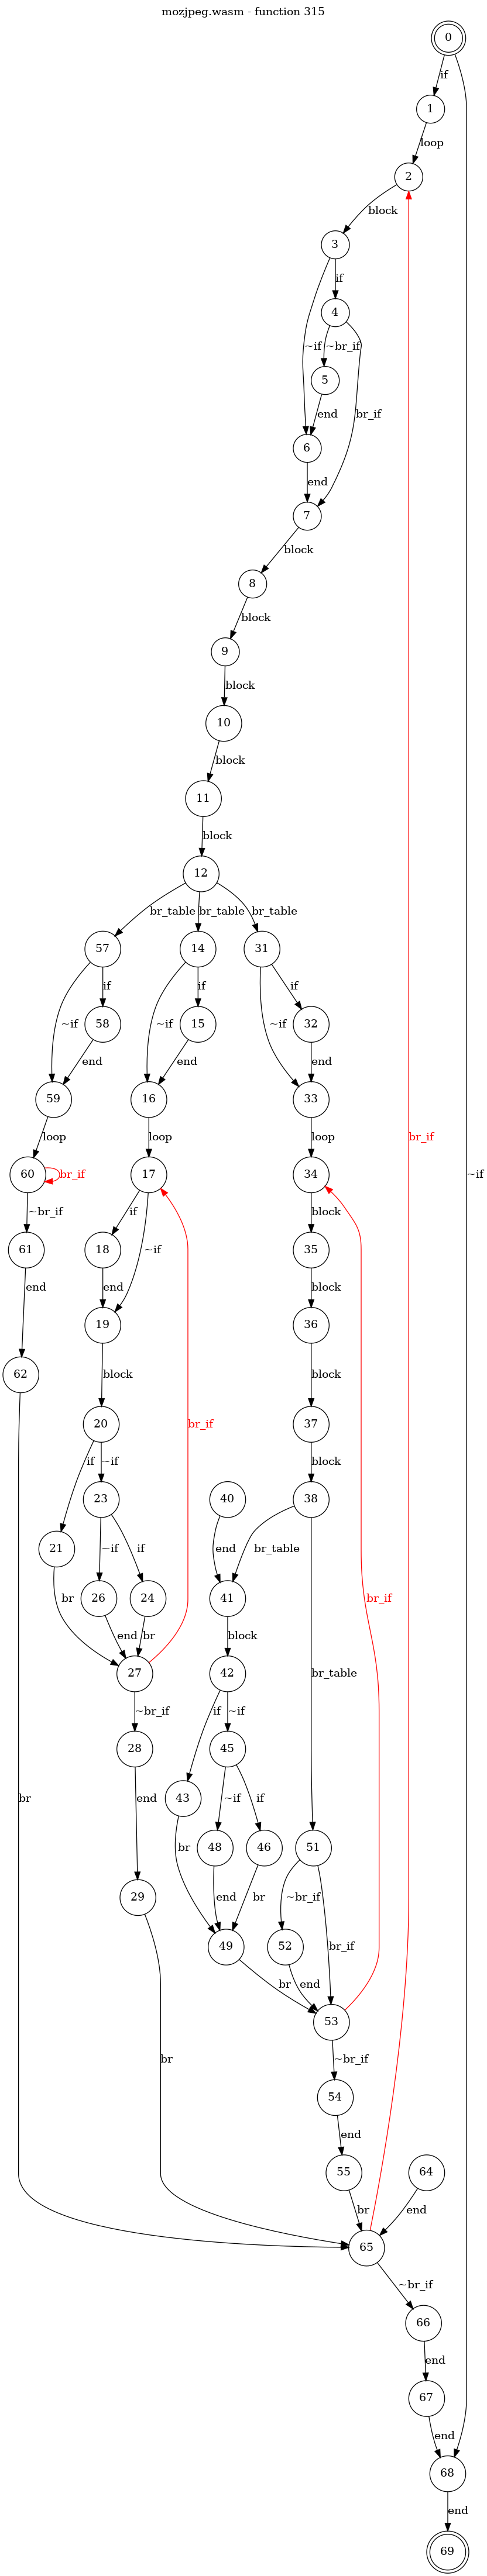 mozjpeg.wasm - function 315
0
if
1
loop
2
block
3
if
4
~if
~br_if
5
br_if
end
6
end
7
block
8
block
9
block
10
block
11
block
12
br_table
br_table
br_table
57
14
31
if
if
if
~if
58
~if
15
~if
32
end
end
end
59
16
33
~if
loop
loop
loop
60
br_if
17
34
br_if
~br_if
if
block
61
18
~if
35
end
end
block
62
19
36
block
block
20
37
if
~if
br_if
block
23
40
38
~if
if
end
br_table
21
26
24
41
br_if
br
end
br
block
27
42
br_table
~br_if
if
~if
28
45
br
end
43
~if
if
48
46
51
br
end
br
~br_if
29
49
52
br_if
br
end
53
br
~br_if
54
end
55
64
br
end
65
~br_if
66
end
67
end
68
end
69